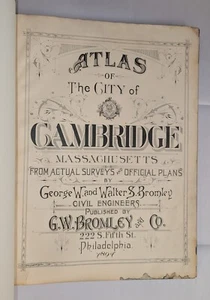 ATLAS
OF
The CITY of
CAMBRIDGE
MASSACHUSETTS
FROM ACTUAL SURVEYS AND OFFICIAL PLANS
BY
George W. and Walter S. Bromley
CIVIL ENGINEERS
PUBLISHED BY
G.W. BROMLEY AND CO.
222 S. Fifth St.
Philadelphia
1894